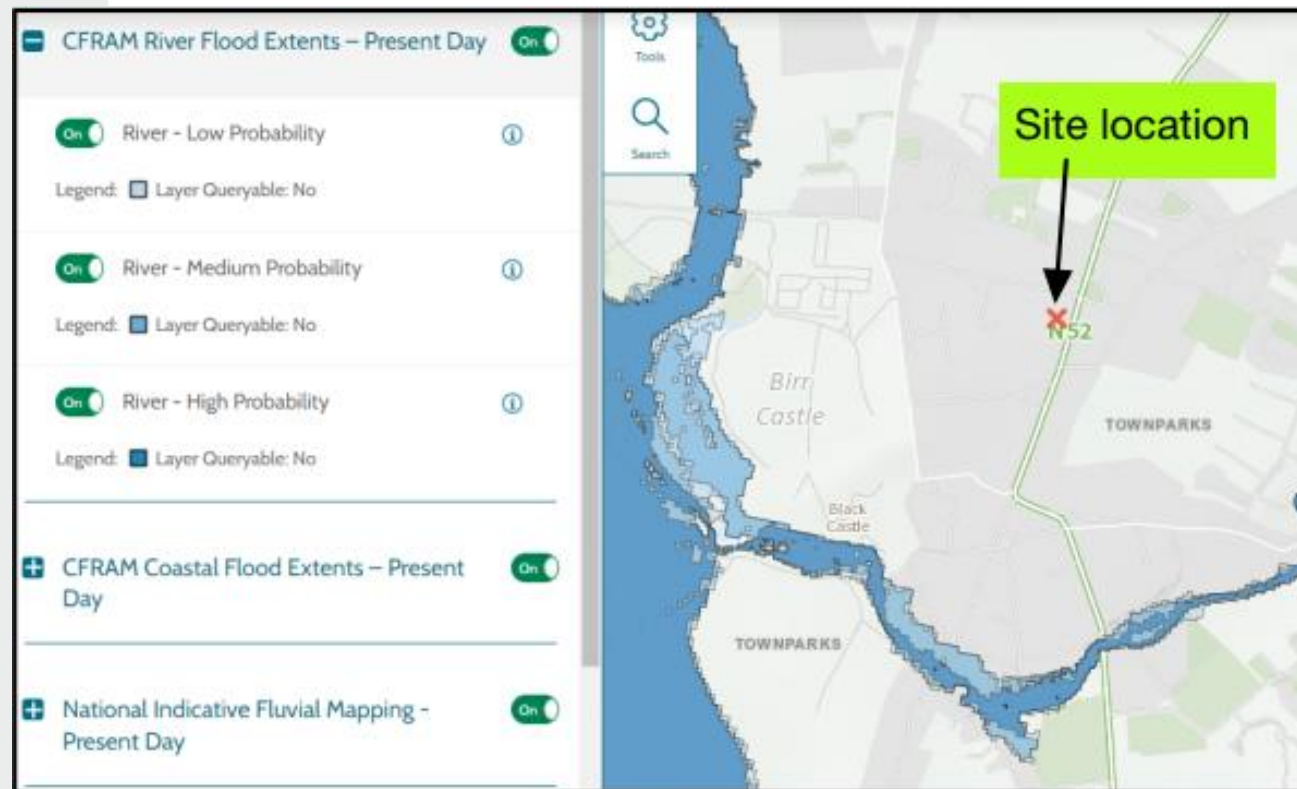 CFRAM River Flood Extents – Present Day
On
On
River - Low Probability
Legend:
Layer Queryable: No
On
River - Medium Probability
Legend:
Layer Queryable: No
On
River - High Probability
Legend:
Layer Queryable: No
CFRAM Coastal Flood Extents – Present
Day
On
National Indicative Fluvial Mapping -
Present Day
On
Tools
Search
Site location
N52
Birr
Castle
TOWNPARKS
Black
Castle
TOWNPARKS